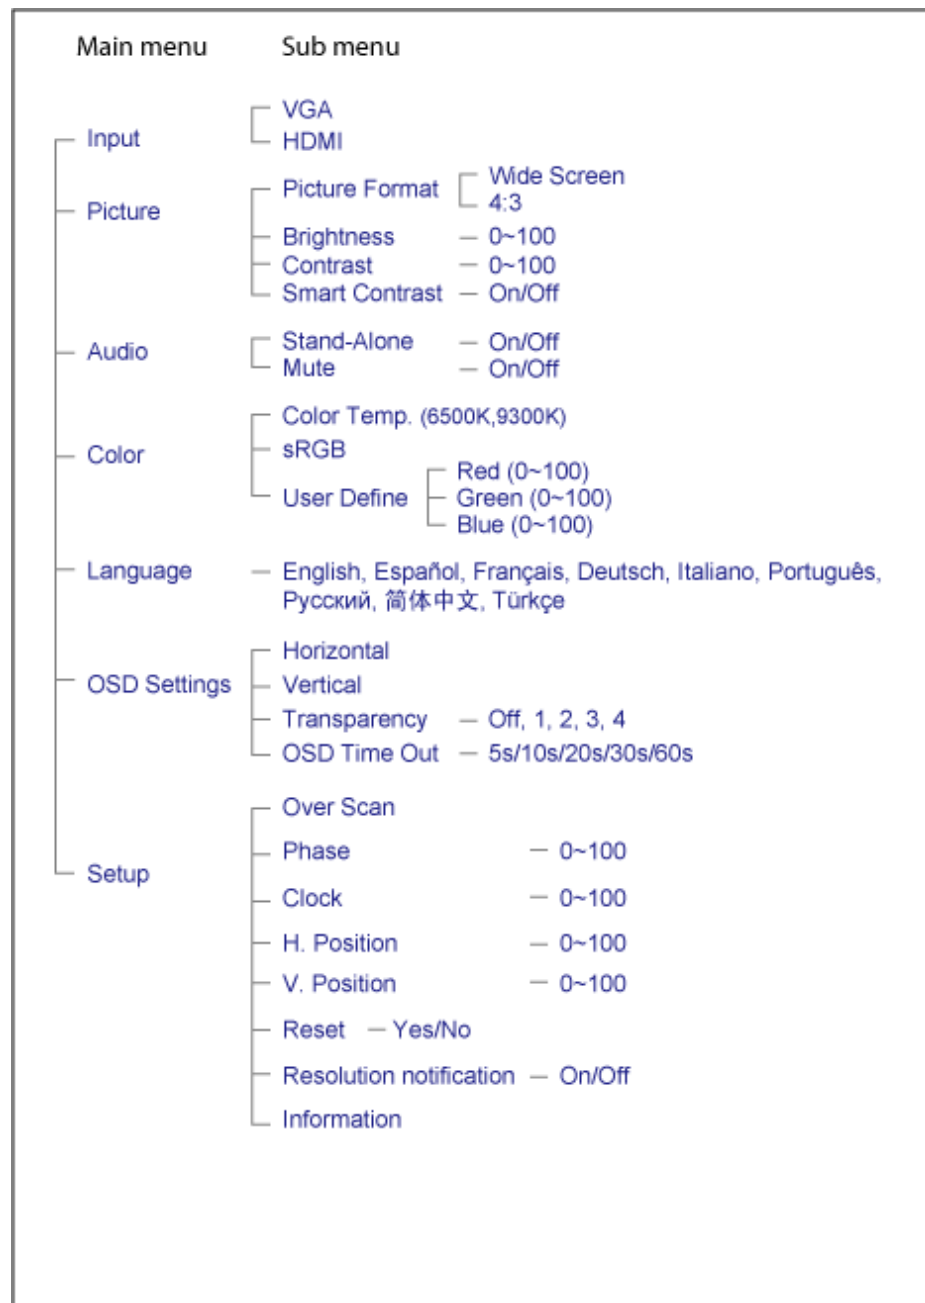 Main menu Sub menu
VGA
Input
HDMI
Wide Screen
Picture Format
4:3
Picture
Brightness 0~100
Contrast 0~100
Smart Contrast On/Off
Stand-Alone On/Off
Audio
Mute On/Off
Color Temp. (6500K,9300K)
Color sRGB
Red (0~100)
User Define Green (0~100)
Blue (0~100)
Language English, Español, Français, Deutsch, Italiano, Português,
Русский, 简体中文, Türkçe
Horizontal
OSD Settings Vertical
Transparency Off, 1, 2, 3, 4
OSD Time Out 5s/10s/20s/30s/60s
Over Scan
Phase 0~100
Setup
Clock 0~100
H. Position 0~100
V. Position 0~100
Reset Yes/No
Resolution notification On/Off
Information